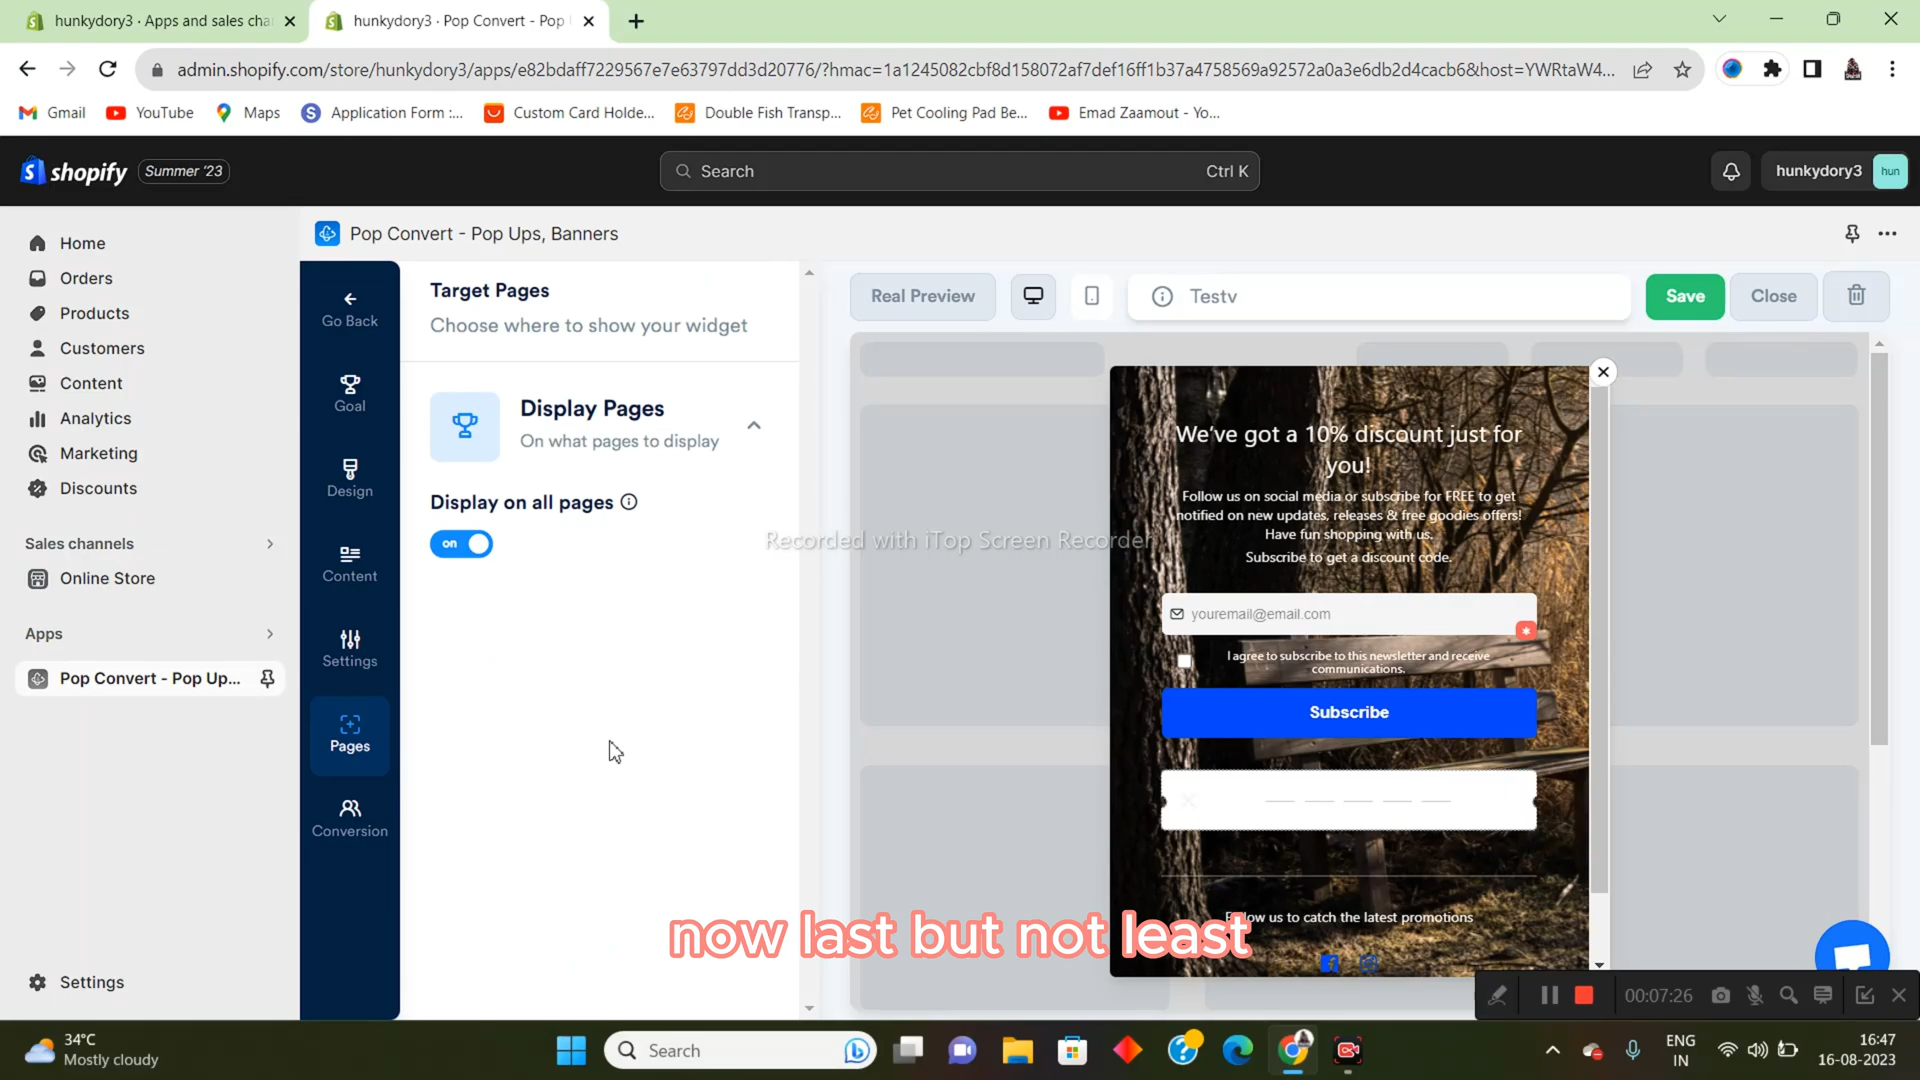 hunkydory3 · Apps and sales cha
hunkydory3 · Pop Convert - Pop
admin.shopify.com/store/hunkydory3/apps/e82bdaff7229567e7e63797dd3d20776/?hmac=1a1245082cbf8d158072af7def16ff1b37a4758569a92572a0a3e6db2d4cacb6&host=YWRtaW4...
Gmail
YouTube
Maps
Application Form :...
Custom Card Holde...
Double Fish Transp...
Pet Cooling Pad Be...
Emad Zaamout - Yo...
shopify
Summer '23
Search
Ctrl K
hunkydory3
hun
Home
Orders
Products
Customers
Content
Analytics
Marketing
Discounts
Sales channels
Online Store
Apps
Pop Convert - Pop Up...
Settings
Pop Convert - Pop Ups, Banners
Go Back
Goal
Design
Content
Settings
Pages
Conversion
Target Pages
Choose where to show your widget
Display Pages
On what pages to display
Display on all pages
on
Real Preview
Testv
Save
Close
We've got a 10% discount just for
you!
Follow us on social media or subscribe for FREE to get
notified on new updates, releases & free goodies offers!
Have fun shopping with us.
Subscribe to get a discount code.
youremail@email.com
I agree to subscribe to this newsletter and receive
communications.
Subscribe
Follow us to catch the latest promotions
Recorded with iTop Screen Recorder
now last but not least
00:07:26
34°C
Mostly cloudy
Search
ENG
IN
16:47
16-08-2023